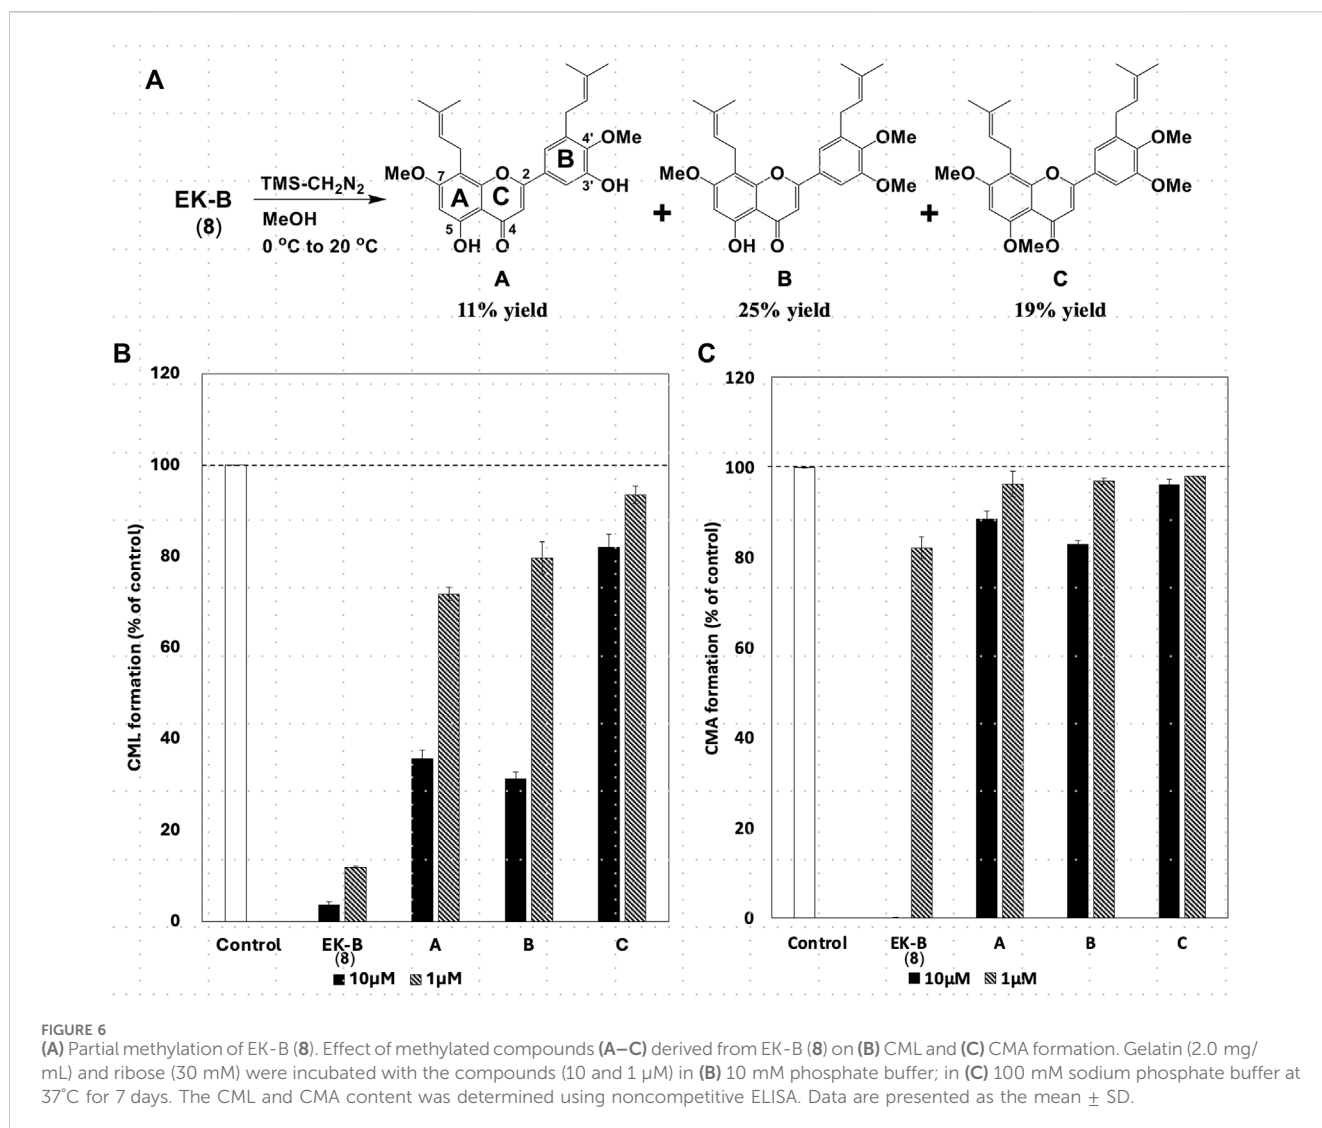 A
EK-B
(8)
TMS-CH2N2
MeOH
0 °C to 20 °C
MeO
7
A
5
OH
O
C
4
O
2
B
4'
OMe
3'
OH
A
11% yield
+
MeO
O
OH
O
OMe
OMe
B
25% yield
+
MeO
O
OMe
O
OMe
OMe
C
19% yield
B
CML formation (% of control)
120
100
80
60
40
20
0
Control
EK-B
(8)
A
B
C
10μM
1μM
C
CMA formation (% of control)
120
100
80
60
40
20
0
Control
EK-B
(8)
A
B
C
10μM
1μM
FIGURE 6
(A) Partial methylation of EK-B (8). Effect of methylated compounds (A–C) derived from EK-B (8) on (B) CML and (C) CMA formation. Gelatin (2.0 mg/
mL) and ribose (30 mM) were incubated with the compounds (10 and 1 μM) in (B) 10 mM phosphate buffer; in (C) 100 mM sodium phosphate buffer at
37°C for 7 days. The CML and CMA content was determined using noncompetitive ELISA. Data are presented as the mean ± SD.